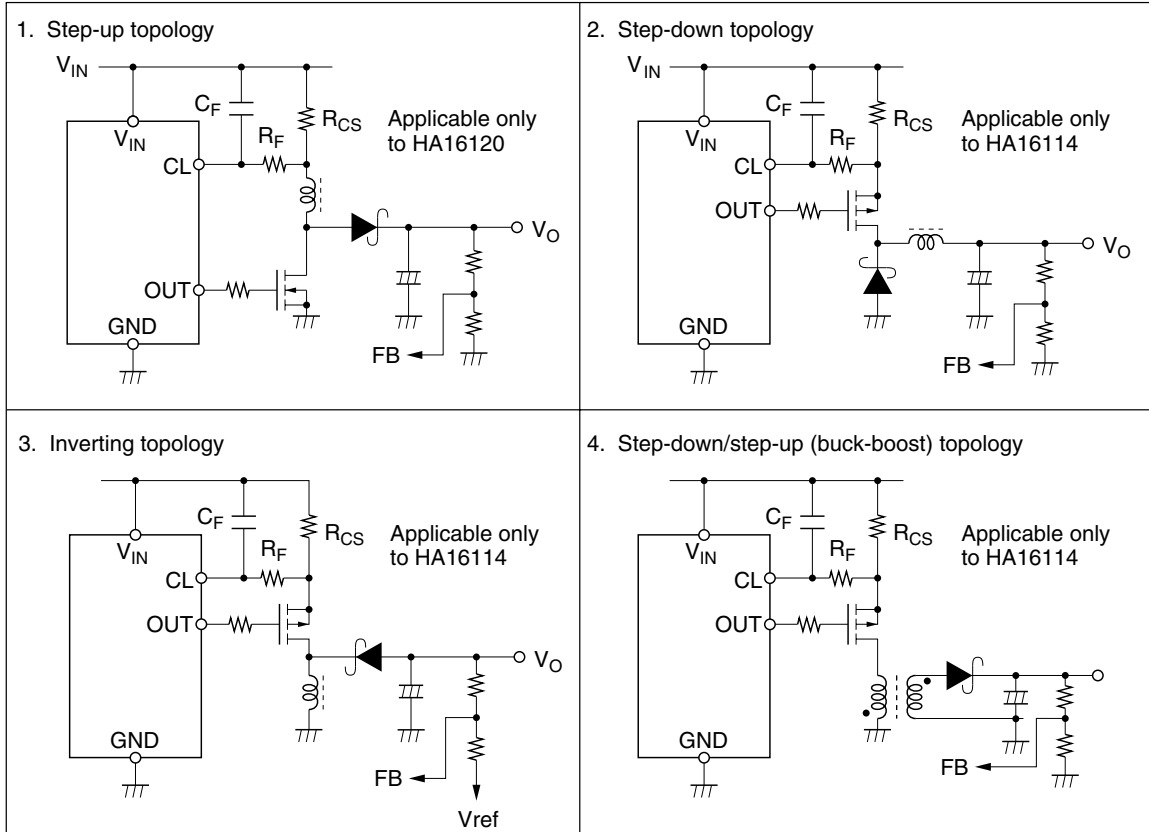 1. Step-up topology
V_IN
C_F
R_CS
Applicable only
to HA16120
V_IN
R_F
CL
V_O
OUT
GND
FB
2. Step-down topology
V_IN
C_F
R_CS
Applicable only
to HA16114
V_IN
R_F
CL
OUT
V_O
GND
FB
3. Inverting topology
C_F
R_CS
Applicable only
to HA16114
V_IN
R_F
CL
OUT
V_O
GND
FB
Vref
4. Step-down/step-up (buck-boost) topology
C_F
R_CS
Applicable only
to HA16114
V_IN
R_F
CL
OUT
GND
FB